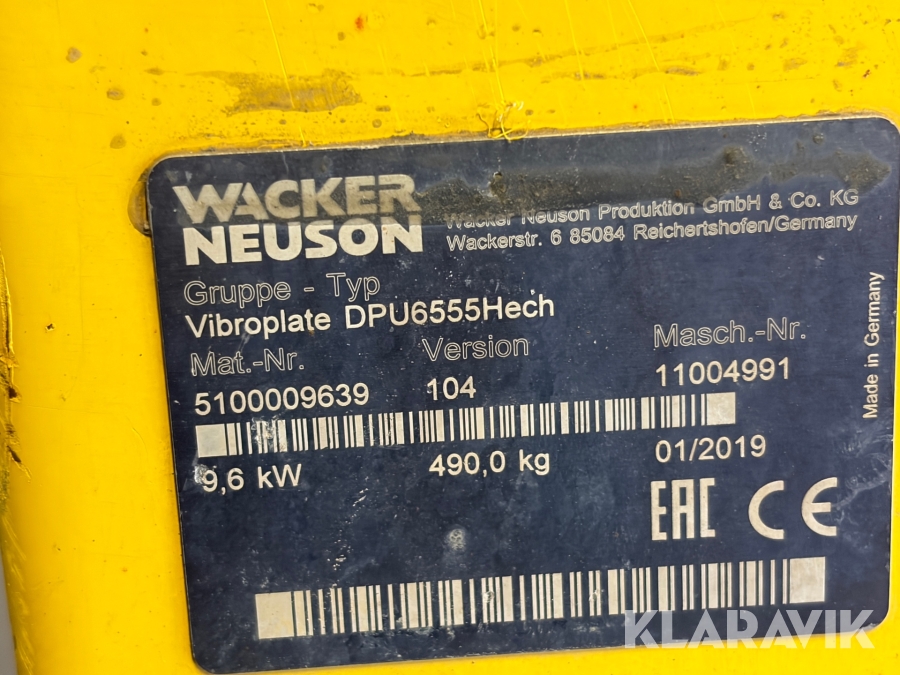 WACKER
NEUSON
Wacker Neuson Produktion GmbH & Co. KG
Wackerstr. 6 85084 Reichertshofen/Germany
Gruppe - Typ
Vibroplate DPU6555Hech
Mat.-Nr. Version Masch.-Nr.
5100009639 104 11004991
9,6 kW 490,0 kg 01/2019
EAC CE
Made in Germany
KLARAVIK